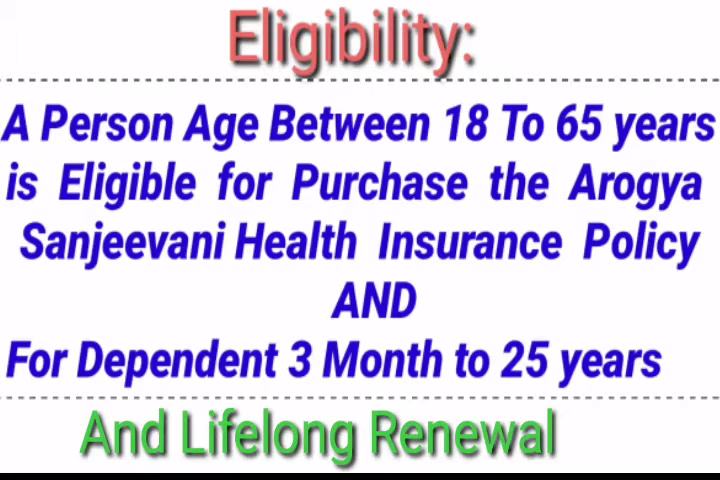 Eligibility:
A Person Age Between 18 To 65 years
is Eligible for Purchase the Arogya
Sanjeevani Health Insurance Policy
AND
For Dependent 3 Month to 25 years
And Lifelong Renewal